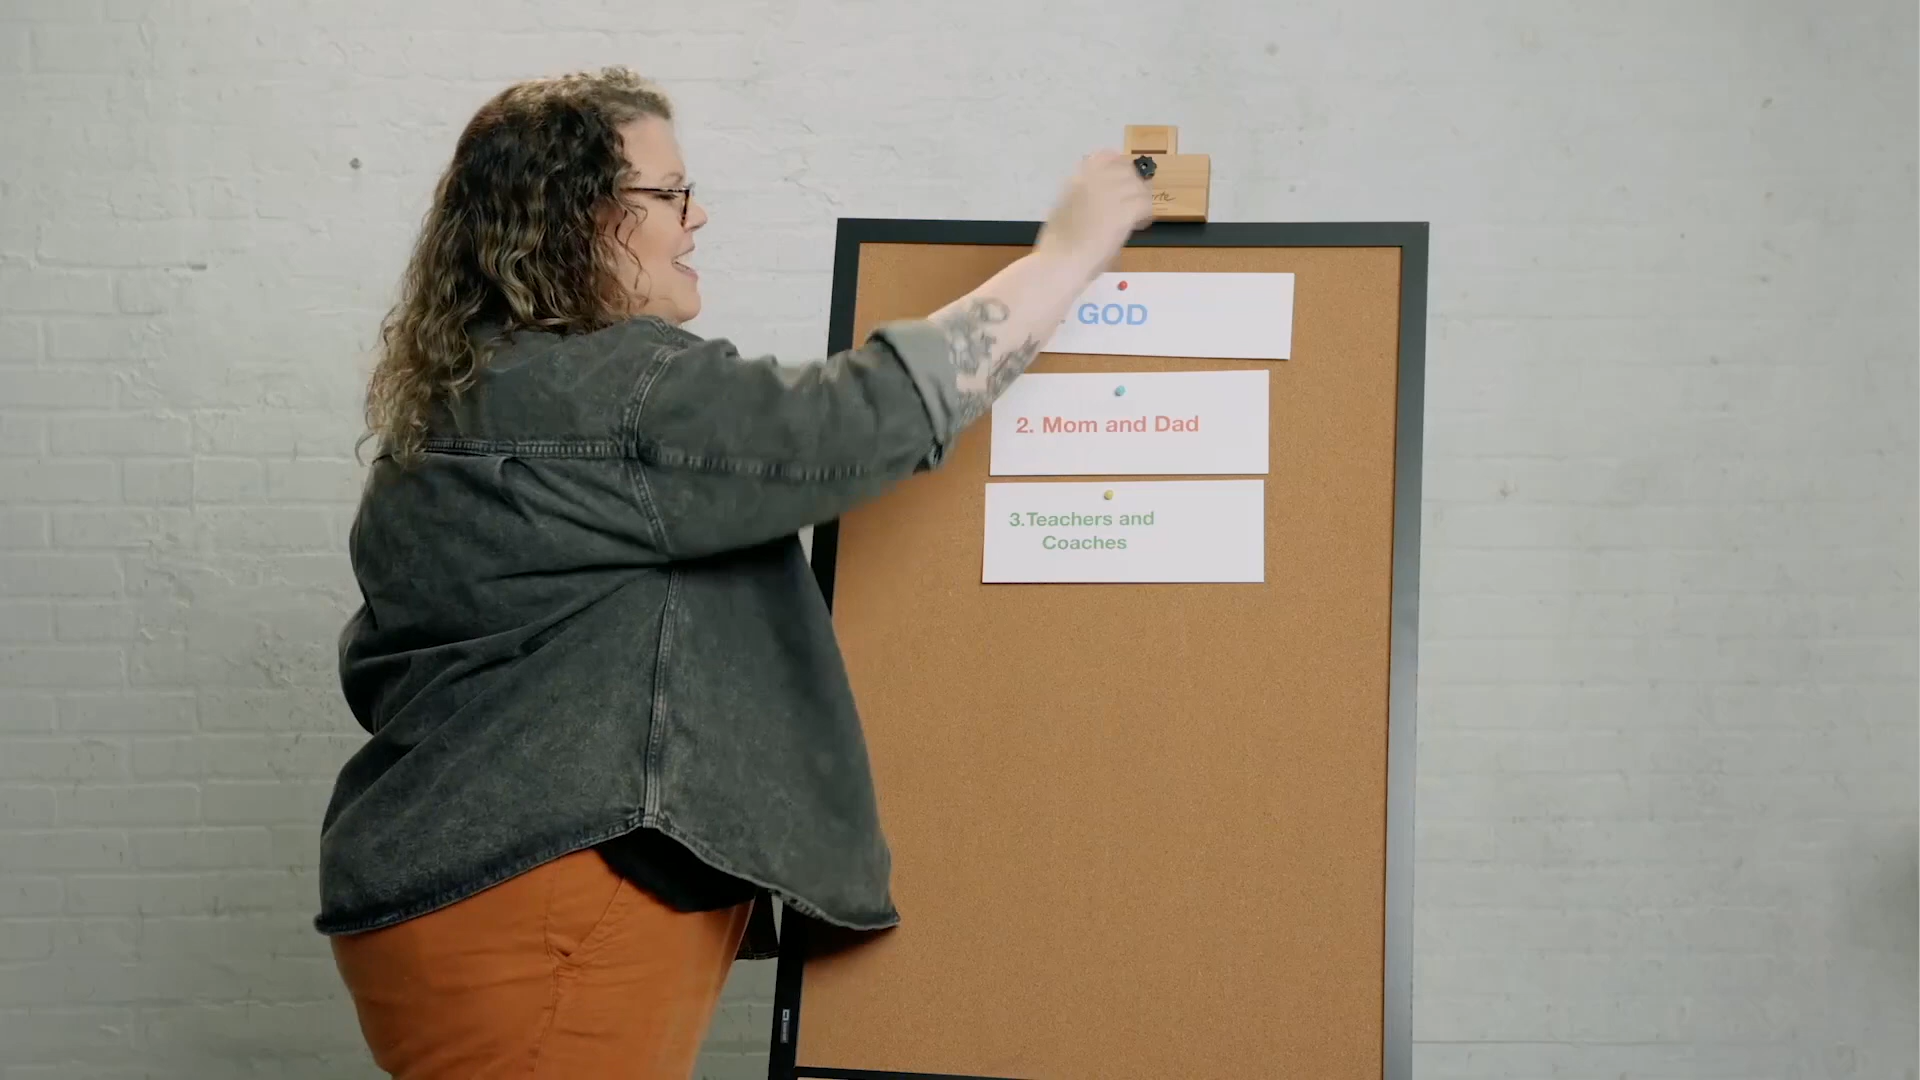 GOD
2. Mom and Dad
3.Teachers and
Coaches